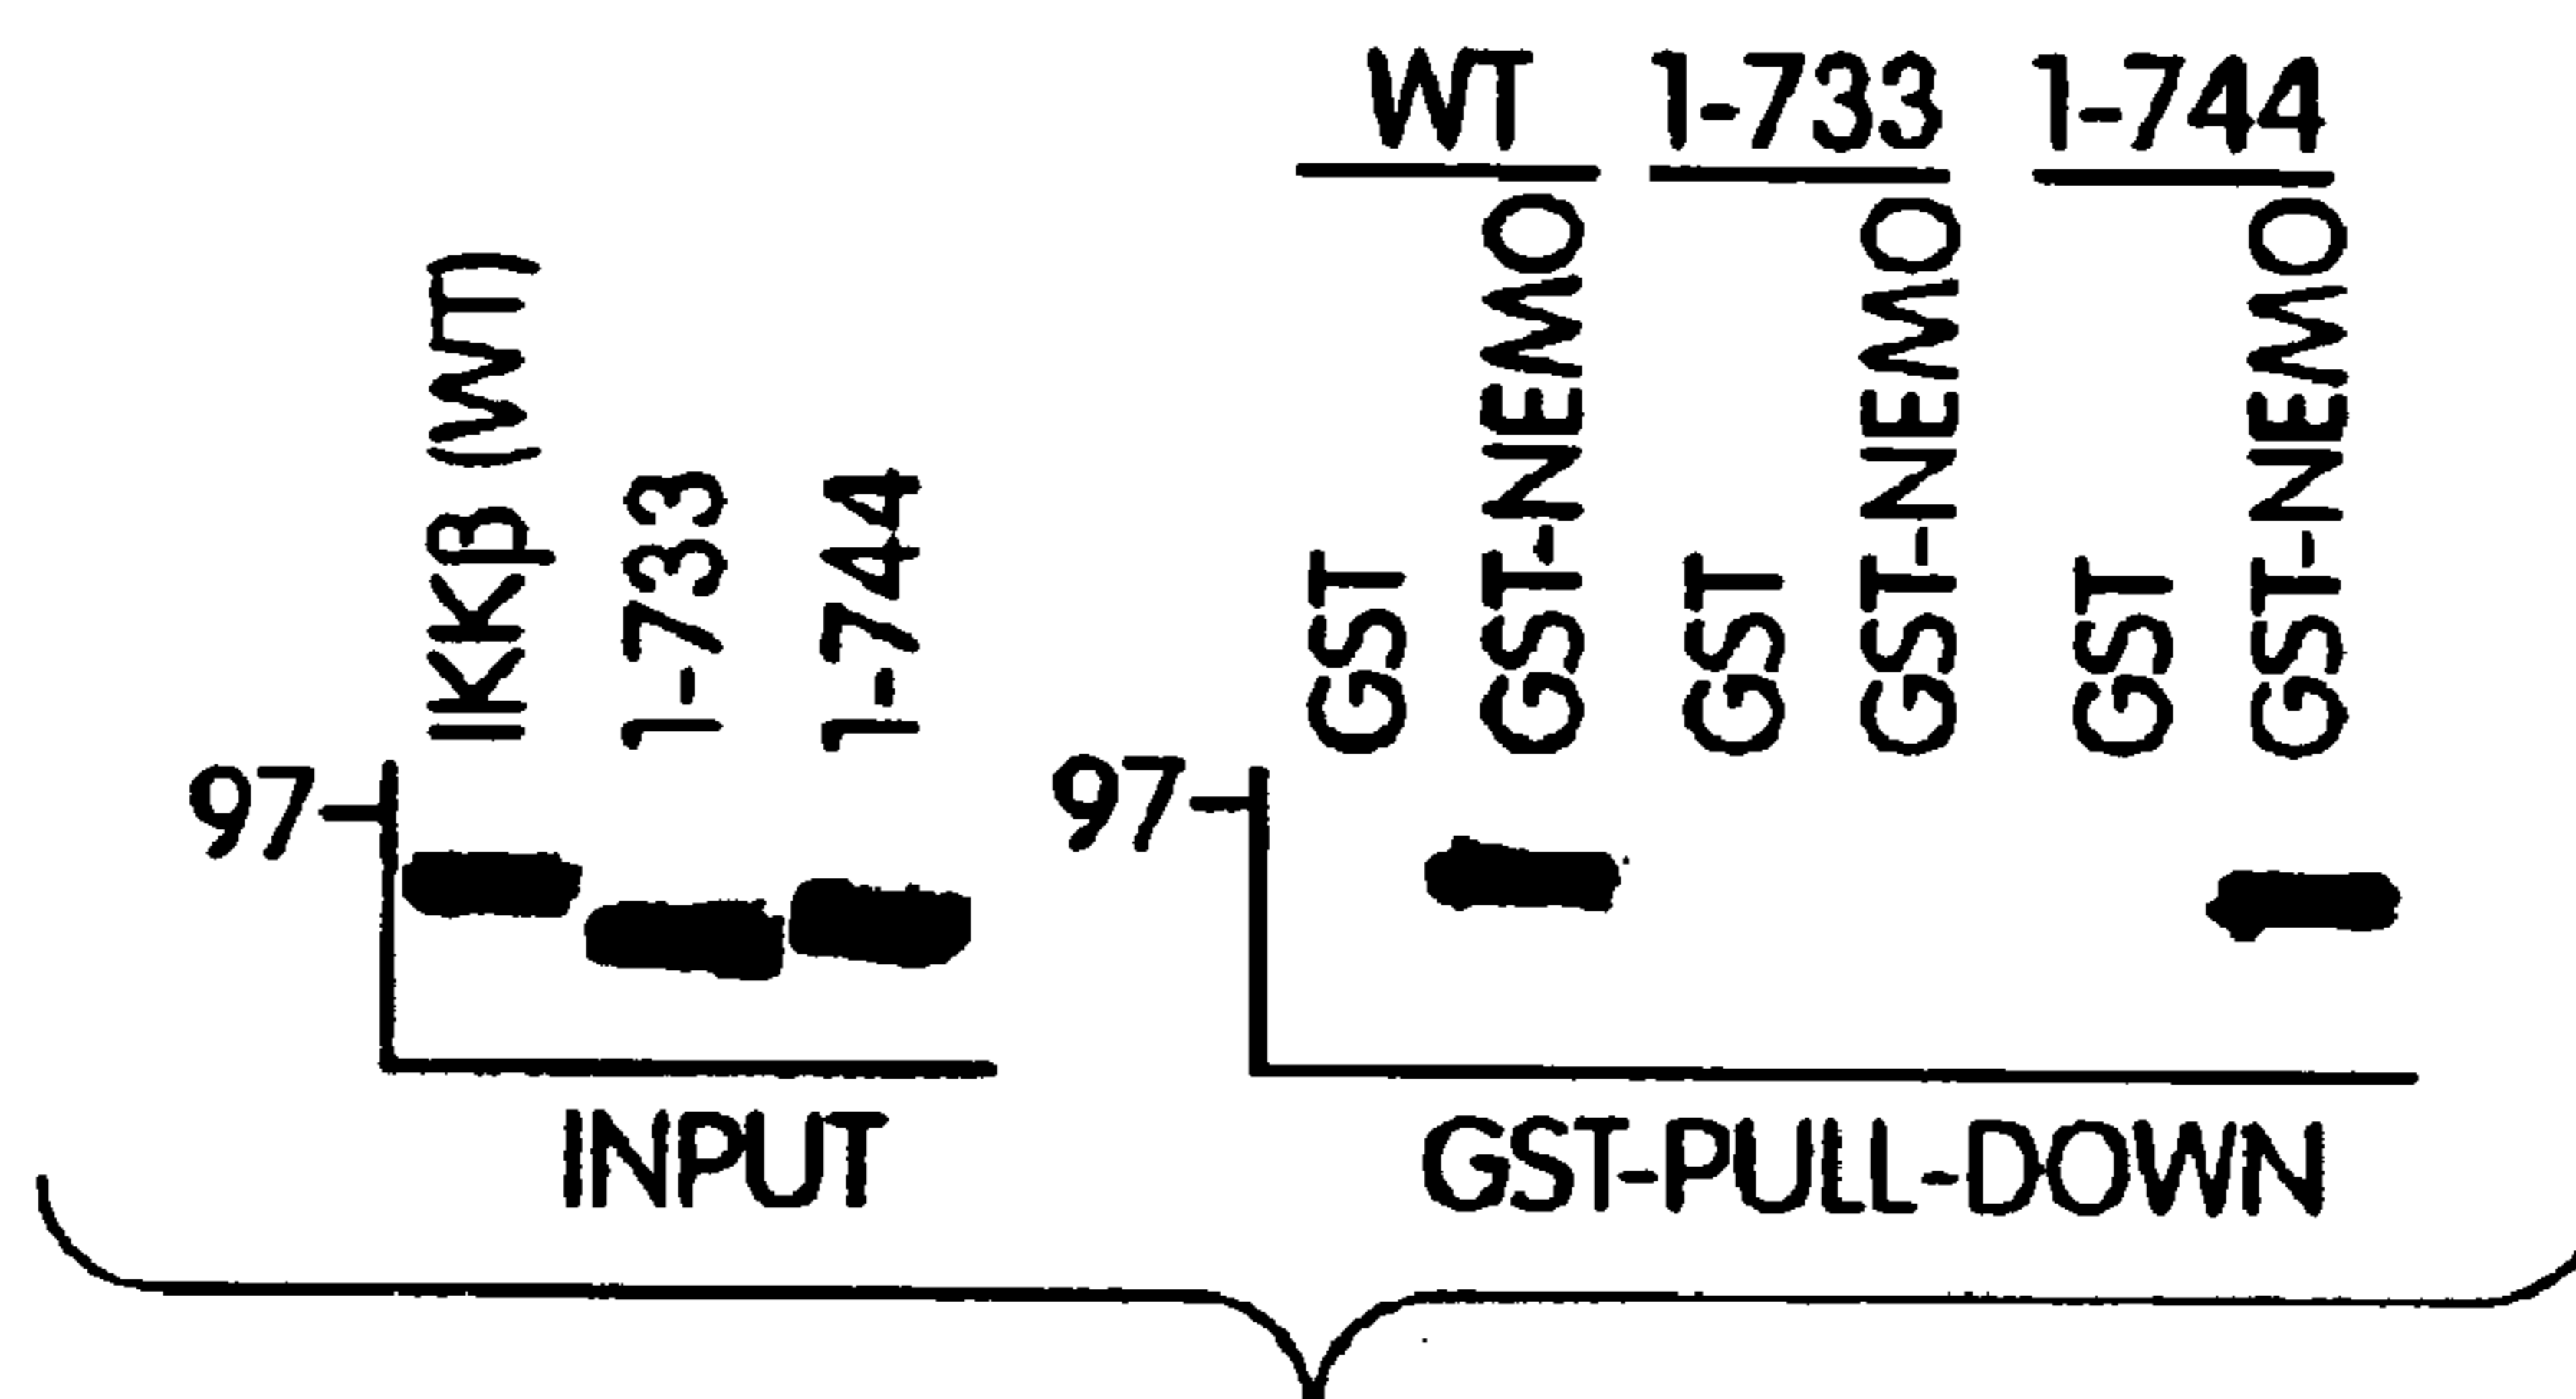 WT 1-733 1-744
IKKβ (WT)
1-733
1-744
GST
GST-NEMO
GST
GST-NEMO
GST
GST-NEMO
97
97
INPUT
GST-PULL-DOWN